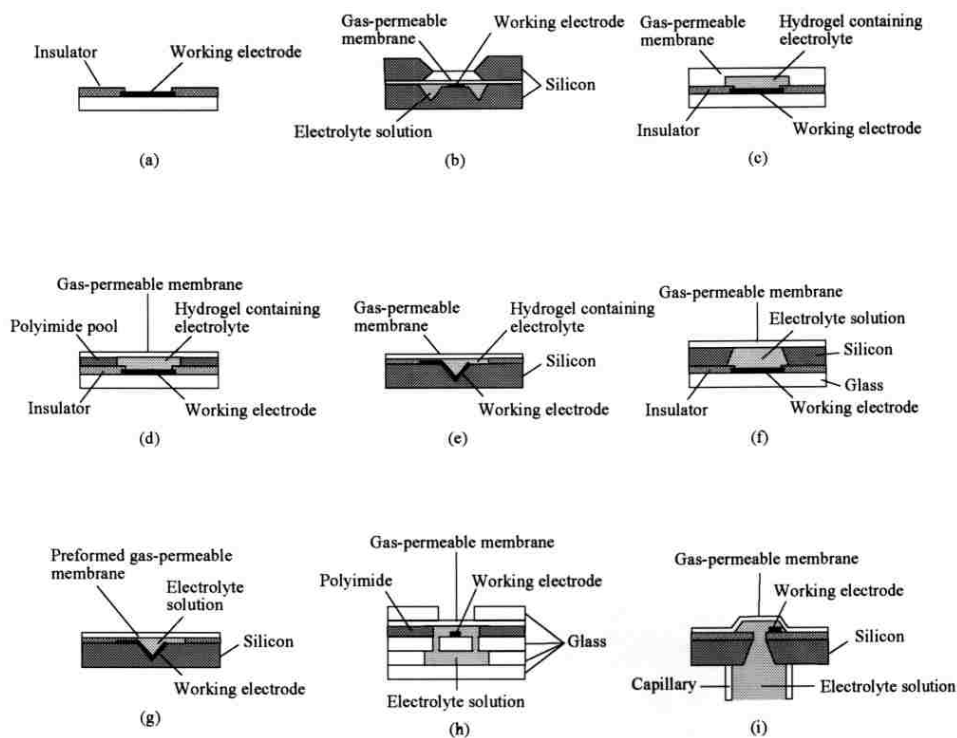 Insulator
Working electrode
(a)
Gas-permeable
membrane
Working electrode
Silicon
Electrolyte solution
(b)
Gas-permeable
membrane
Hydrogel containing
electrolyte
Insulator
Working electrode
(c)
Gas-permeable membrane
Polyimide pool
Hydrogel containing
electrolyte
Insulator
Working electrode
(d)
Gas-permeable
membrane
Hydrogel containing
electrolyte
Silicon
Working electrode
(e)
Gas-permeable membrane
Electrolyte solution
Silicon
Glass
Insulator
Working electrode
(f)
Preformed gas-permeable
membrane
Electrolyte
solution
Silicon
Working electrode
(g)
Gas-permeable membrane
Polyimide
Working electrode
Glass
Electrolyte solution
(h)
Gas-permeable membrane
Working electrode
Silicon
Capillary
Electrolyte solution
(i)